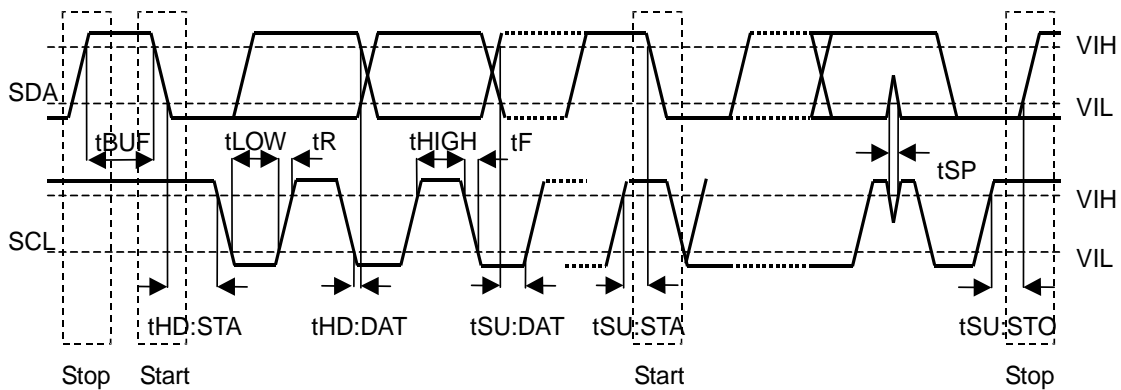 VIH
SDA
VIL
tBUF tLOW tR tHIGH tF
tSP
VIH
SCL
VIL
tHD:STA tHD:DAT tSU:DAT tSU:STA tSU:STO
Stop Start Start Stop